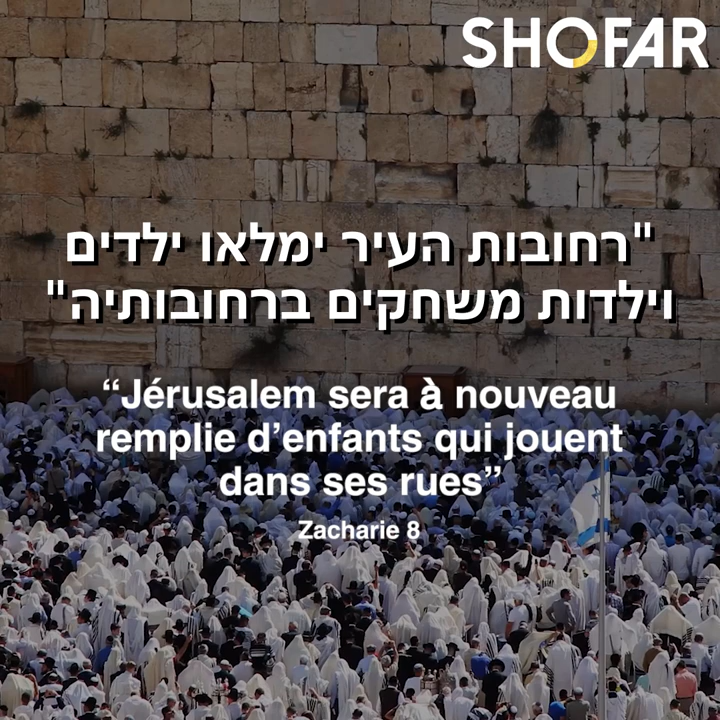 SHOFAR
"רחובות העיר ימלאו ילדים
וילדות משחקים ברחובותיה"
“Jérusalem sera à nouveau
remplie d’enfants qui jouent
dans ses rues”
Zacharie 8